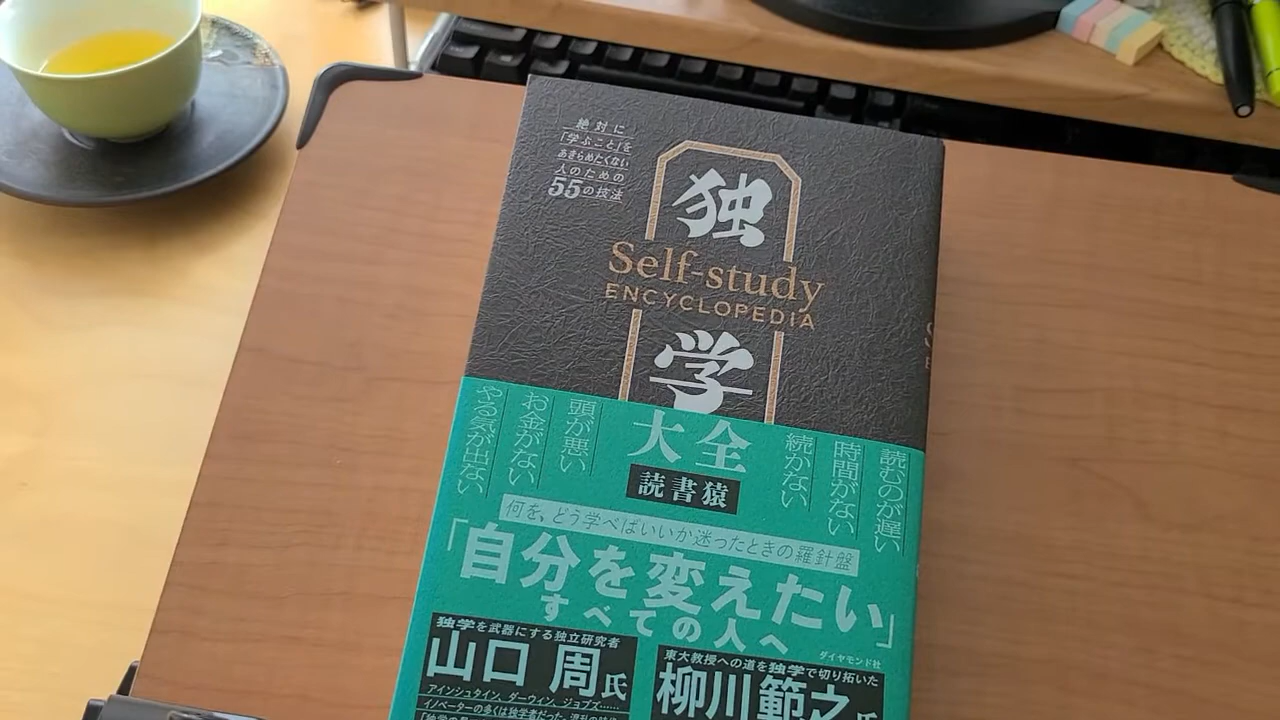 絶対に
「学ぶこと」を
あきらめたくない
人のための
55の技法
独
Self-study
ENCYCLOPEDIA
学
大全
読書猿
読むのが遅い
時間がない
続かない
頭が悪い
お金がない
やる気が出ない
何を、どう学べばいいか迷ったときの羅針盤
「自分を変えたい」
すべての人へ
ダイヤモンド社
独学を武器にする独立研究者
山口 周氏
アインシュタイン、ダーウィン、ジョブズ……
イノベーターの多くは独学者だった。
東大教授への道を独学で切り拓いた
柳川範之氏